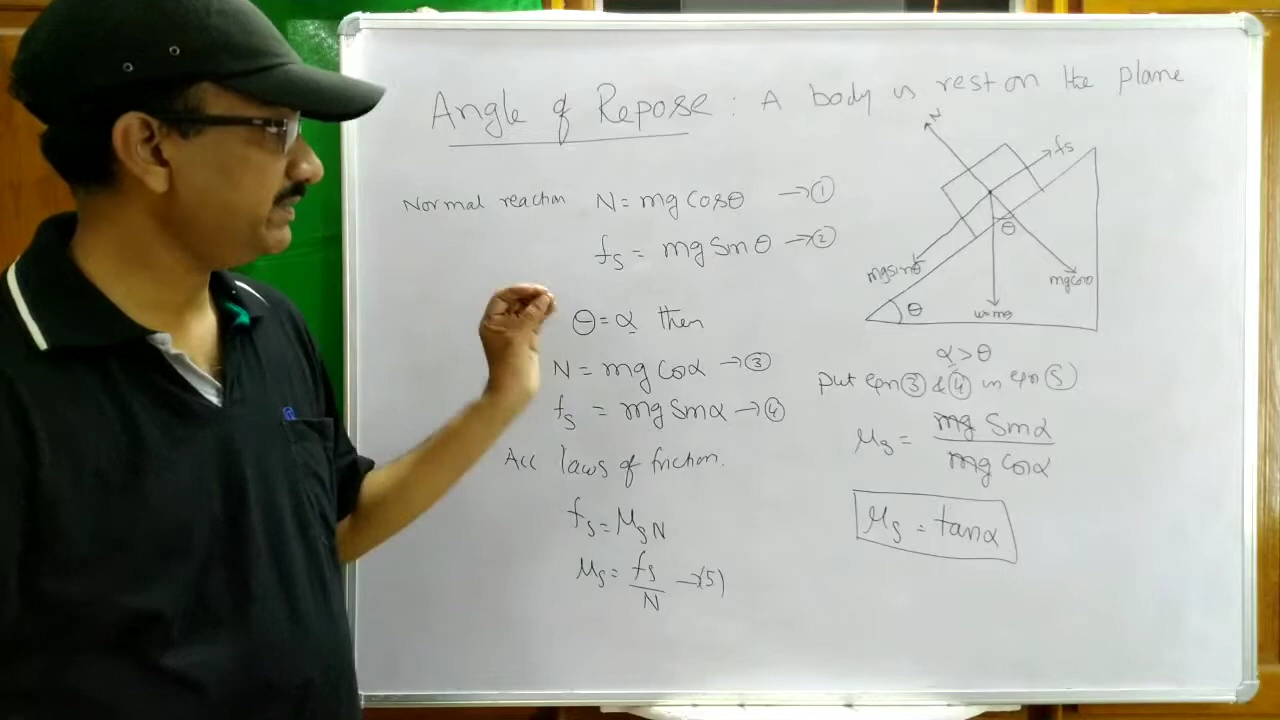 Angle of Repose : A body is rest on the plane
Normal reaction N = mg cosθ →①
fs = mg sinθ →②
θ = α then
N = mg cosα →③
fs = mg sinα →④
Acc laws of friction.
fs = μsN
μs = fs/N →(5)
N
fs
θ
mgsinθ
mgcosθ
θ
w=mg
α > θ
put eqn ③ & ④ in eqn ⑤
μs = mg sinα / mg cosα
μs = tanα